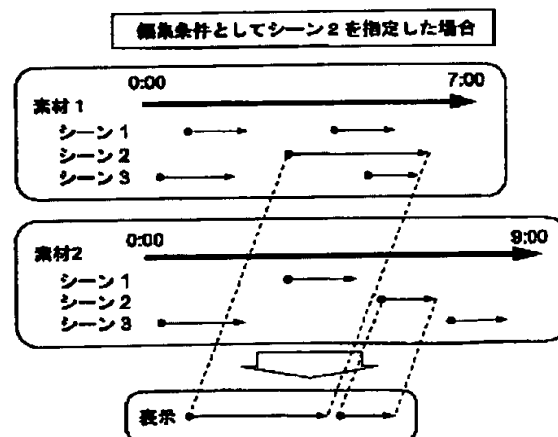 編集条件としてシーン2を指定した場合
0:00 7:00
素材1
シーン1
シーン2
シーン3
0:00 9:00
素材2
シーン1
シーン2
シーン3
表示